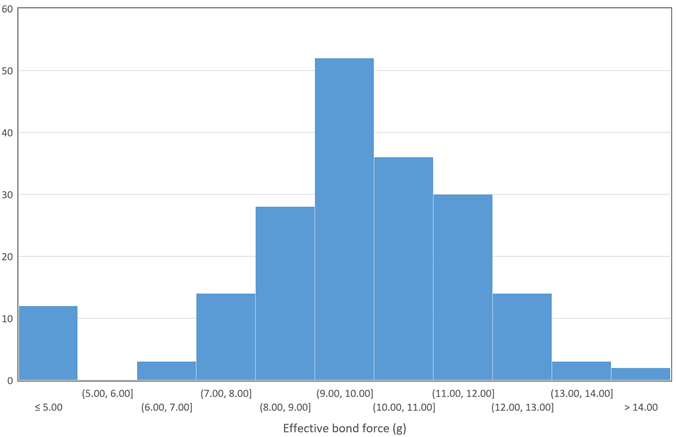 60
50
40
30
20
10
0
(5.00, 6.00] (7.00, 8.00] (9.00, 10.00] (11.00, 12.00] (13.00, 14.00]
≤ 5.00 (6.00, 7.00] (8.00, 9.00] (10.00, 11.00] (12.00, 13.00] > 14.00
Effective bond force (g)